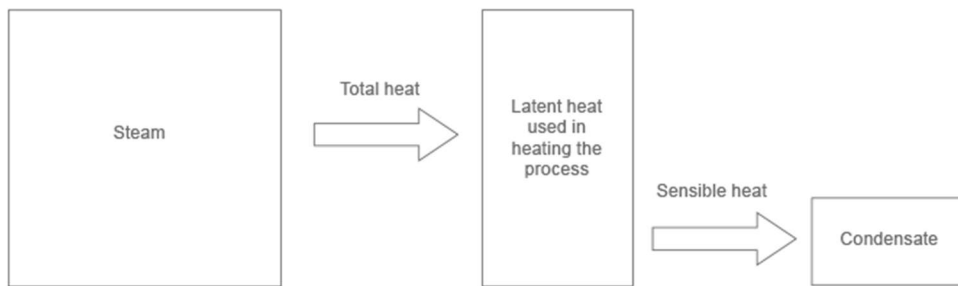 Steam
Total heat
Latent heat
used in
heating the
process
Sensible heat
Condensate